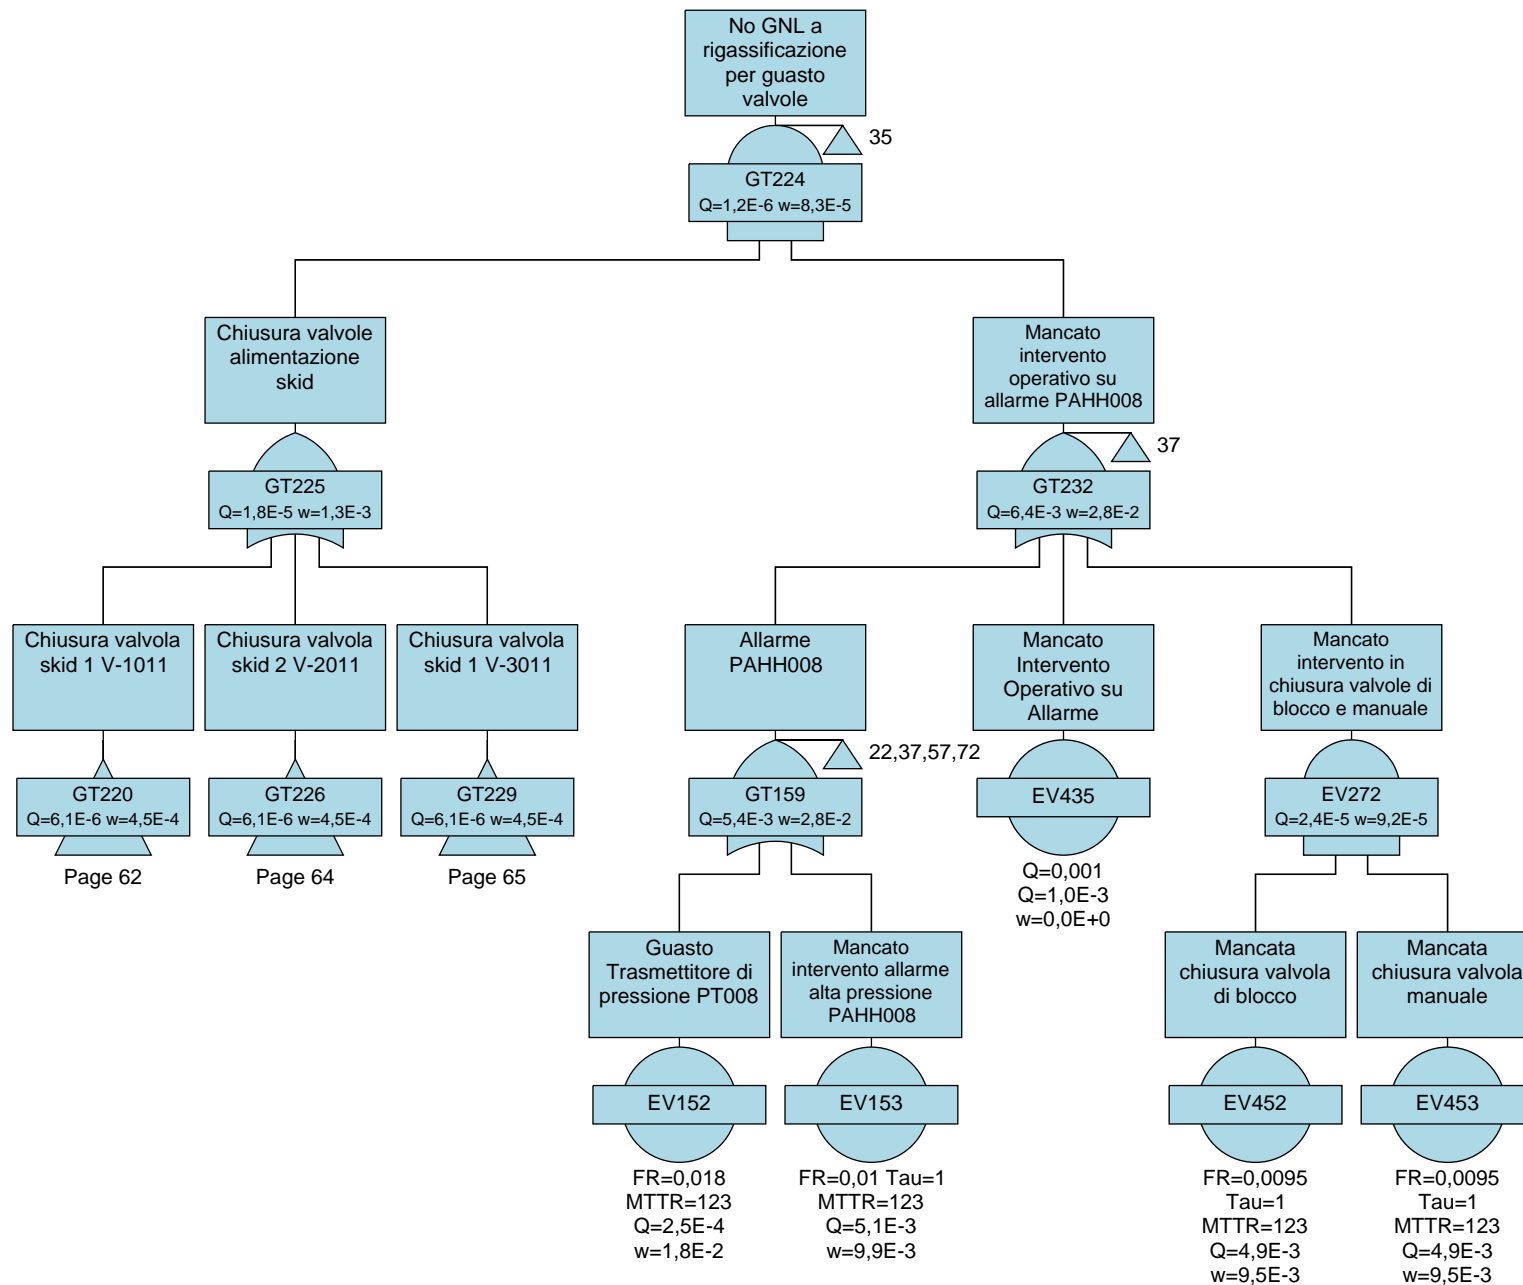 No GNL a
rigassificazione
per guasto
valvole
35
GT224
Q=1,2E-6 w=8,3E-5
Chiusura valvole
alimentazione
skid
GT225
Q=1,8E-5 w=1,3E-3
Mancato
intervento
operativo su
allarme PAHH008
37
GT232
Q=6,4E-3 w=2,8E-2
Chiusura valvola
skid 1 V-1011
GT220
Q=6,1E-6 w=4,5E-4
Page 62
Chiusura valvola
skid 2 V-2011
GT226
Q=6,1E-6 w=4,5E-4
Page 64
Chiusura valvola
skid 1 V-3011
GT229
Q=6,1E-6 w=4,5E-4
Page 65
Allarme
PAHH008
22,37,57,72
GT159
Q=5,4E-3 w=2,8E-2
Mancato
Intervento
Operativo su
Allarme
EV435
Q=0,001
Q=1,0E-3
w=0,0E+0
Mancato
intervento in
chiusura valvole di
blocco e manuale
EV272
Q=2,4E-5 w=9,2E-5
Guasto
Trasmettitore di
pressione PT008
EV152
FR=0,018
MTTR=123
Q=2,5E-4
w=1,8E-2
Mancato
intervento allarme
alta pressione
PAHH008
EV153
FR=0,01 Tau=1
MTTR=123
Q=5,1E-3
w=9,9E-3
Mancata
chiusura valvola
di blocco
EV452
FR=0,0095
Tau=1
MTTR=123
Q=4,9E-3
w=9,5E-3
Mancata
chiusura valvola
manuale
EV453
FR=0,0095
Tau=1
MTTR=123
Q=4,9E-3
w=9,5E-3